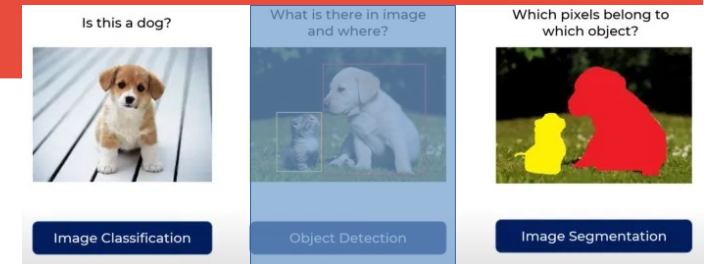 Is this a dog?
What is there in image
and where?
Which pixels belong to
which object?
Image Classification
Object Detection
Image Segmentation